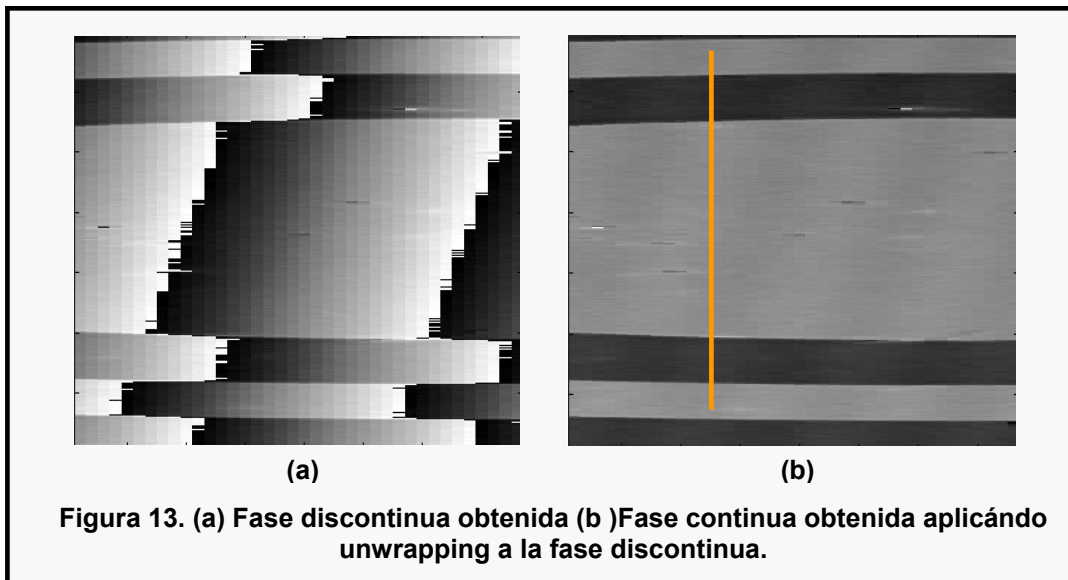 (a)
(b)
Figura 13. (a) Fase discontinua obtenida (b )Fase continua obtenida aplicándo
unwrapping a la fase discontinua.